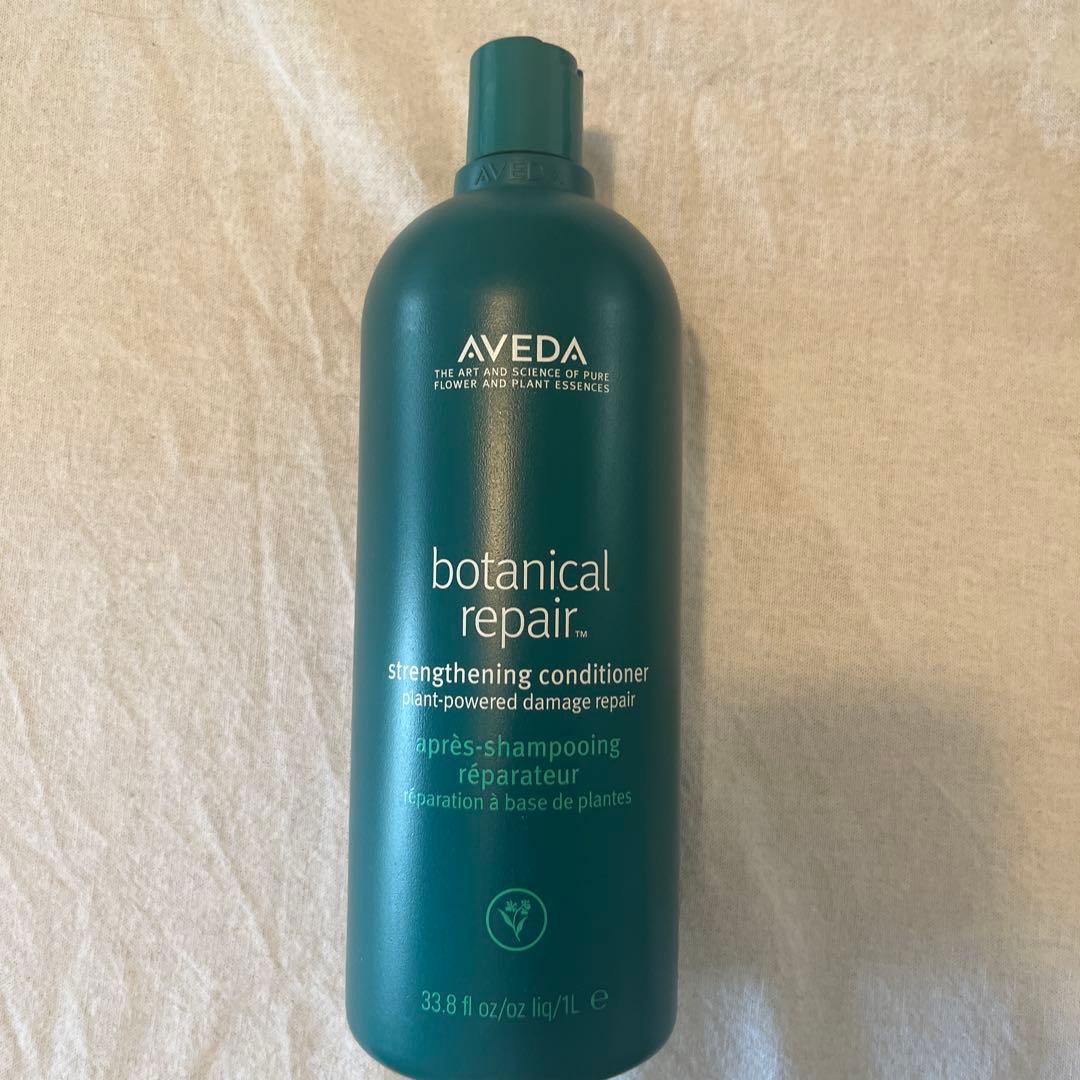 AVEDA
AVEDA
THE ART AND SCIENCE OF PURE
FLOWER AND PLANT ESSENCES
botanical
repair™
strengthening conditioner
plant-powered damage repair
après-shampooing
réparateur
réparation à base de plantes
33.8 fl oz/oz liq/1L ℮